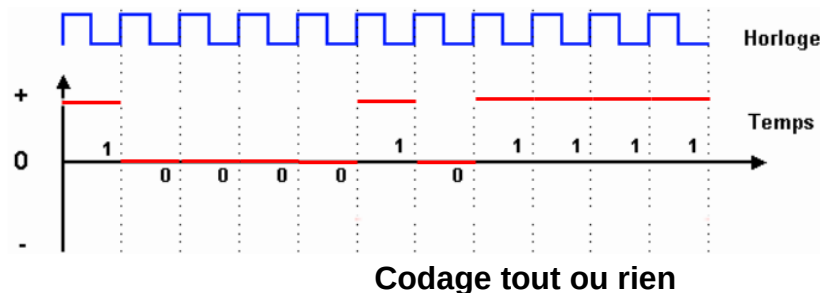 Horloge
+
Temps
1 1 1 1 1 1
0
0 0 0 0 0
-
Codage tout ou rien